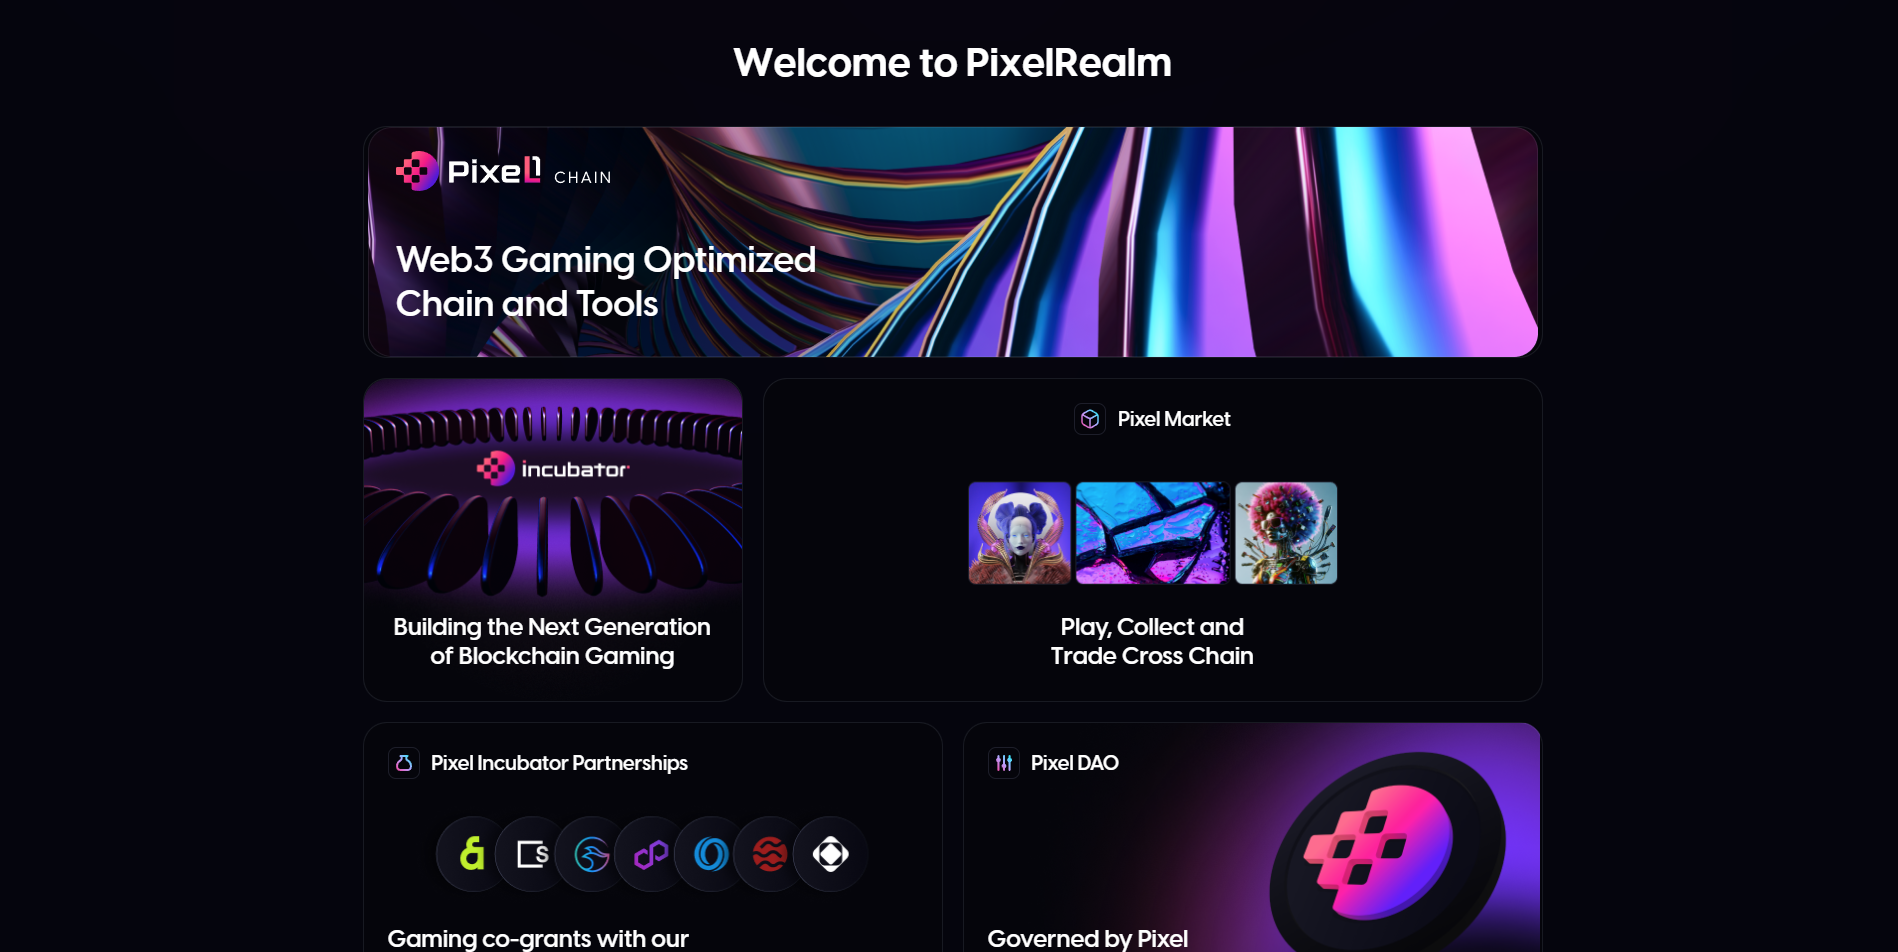 Welcome to PixelRealm
Pixel1 CHAIN
Web3 Gaming Optimized
Chain and Tools
incubator
Building the Next Generation
of Blockchain Gaming
Pixel Market
Play, Collect and
Trade Cross Chain
Pixel Incubator Partnerships
Gaming co-grants with our
Pixel DAO
Governed by Pixel